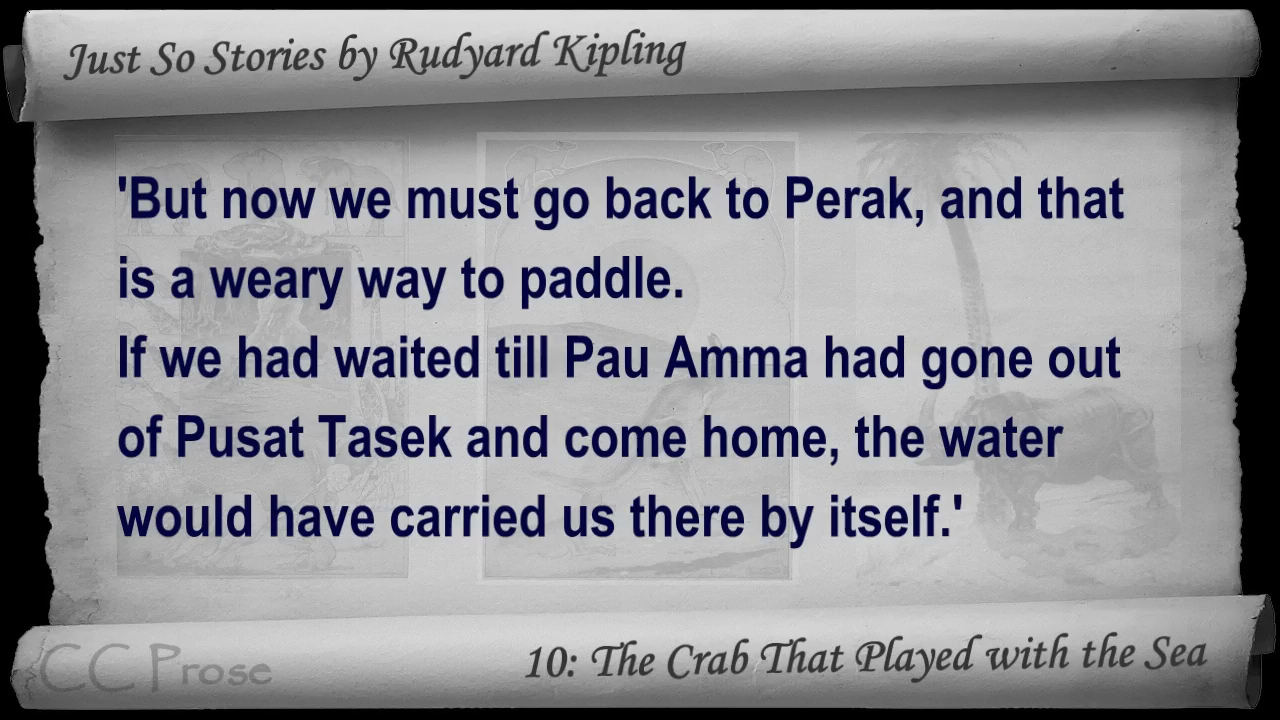 Just So Stories by Rudyard Kipling
'But now we must go back to Perak, and that
is a weary way to paddle.
If we had waited till Pau Amma had gone out
of Pusat Tasek and come home, the water
would have carried us there by itself.'
CC Prose
10: The Crab That Played with the Sea